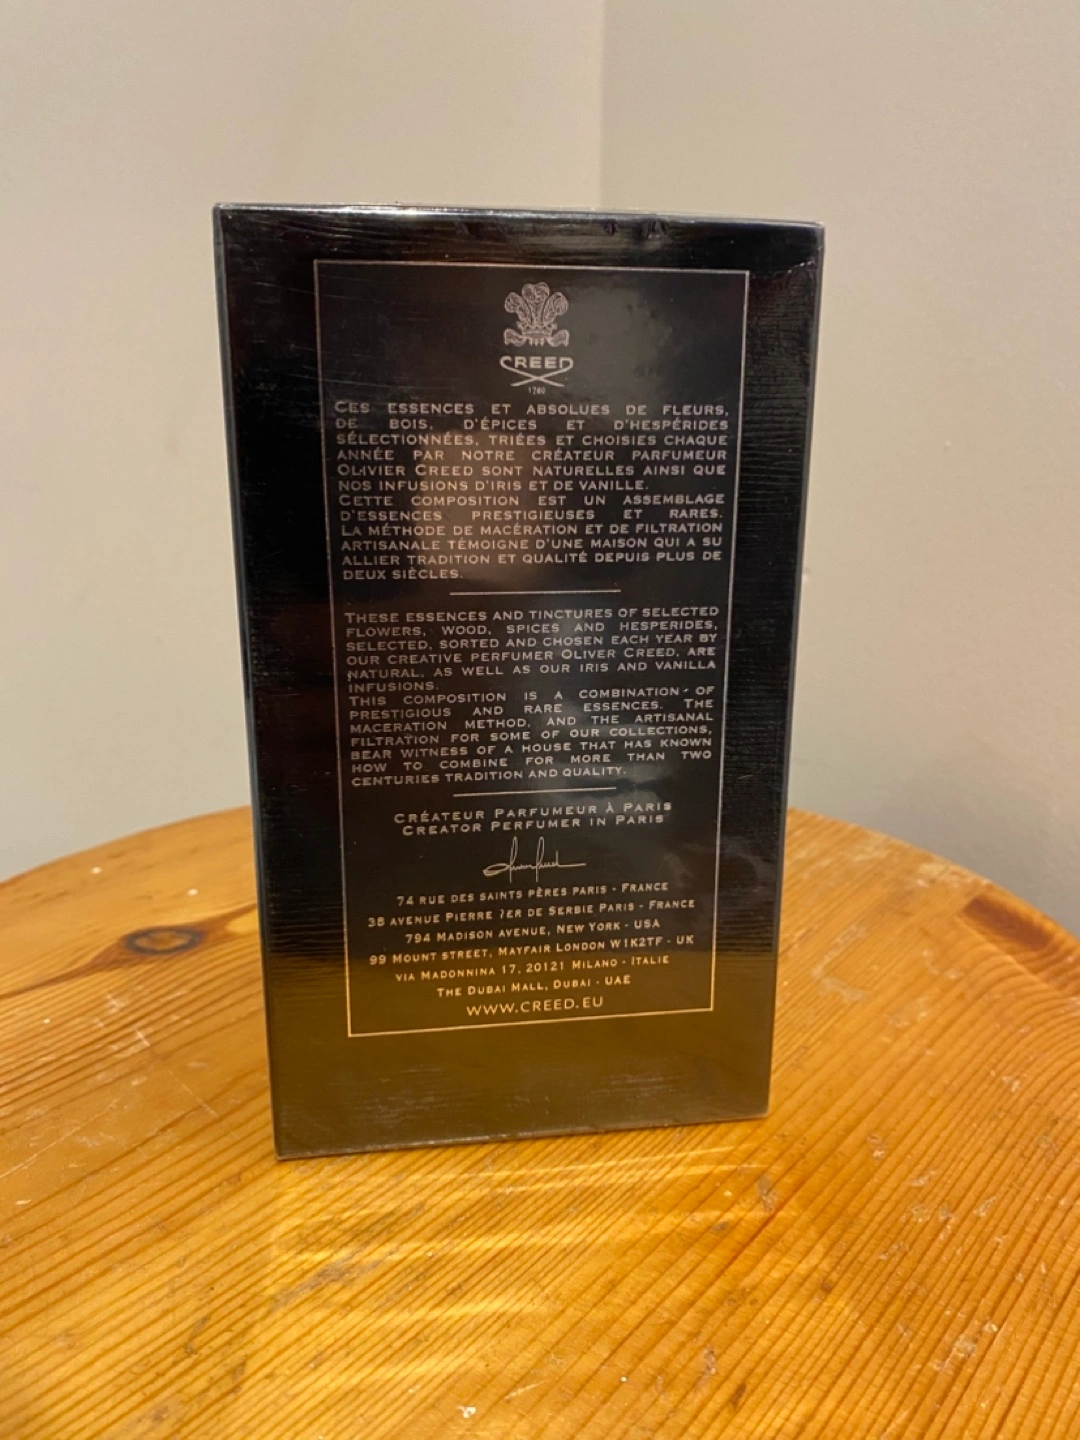 CREED
1760
CES ESSENCES ET ABSOLUES DE FLEURS,
DE BOIS, D'ÉPICES ET D'HESPÉRIDES
SÉLECTIONNÉES, TRIÉES ET CHOISIES CHAQUE
ANNÉE PAR NOTRE CRÉATEUR PARFUMEUR
OLIVIER CREED SONT NATURELLES AINSI QUE
NOS INFUSIONS D'IRIS ET DE VANILLE.
CETTE COMPOSITION EST UN ASSEMBLAGE
D'ESSENCES PRESTIGIEUSES ET RARES.
LA MÉTHODE DE MACÉRATION ET DE FILTRATION
ARTISANALE TÉMOIGNE D'UNE MAISON QUI A SU
ALLIER TRADITION ET QUALITÉ DEPUIS PLUS DE
DEUX SIÈCLES.
THESE ESSENCES AND TINCTURES OF SELECTED
FLOWERS, WOOD, SPICES AND HESPERIDES,
SELECTED, SORTED AND CHOSEN EACH YEAR BY
OUR CREATIVE PERFUMER OLIVER CREED, ARE
NATURAL, AS WELL AS OUR IRIS AND VANILLA
INFUSIONS.
THIS COMPOSITION IS A COMBINATION OF
PRESTIGIOUS AND RARE ESSENCES. THE
MACERATION METHOD, AND THE ARTISANAL
FILTRATION FOR SOME OF OUR COLLECTIONS,
BEAR WITNESS OF A HOUSE THAT HAS KNOWN
HOW TO COMBINE FOR MORE THAN TWO
CENTURIES TRADITION AND QUALITY.
CRÉATEUR PARFUMEUR À PARIS
CREATOR PERFUMER IN PARIS
74 RUE DES SAINTS PÈRES PARIS - FRANCE
38 AVENUE PIERRE 1ER DE SERBIE PARIS - FRANCE
794 MADISON AVENUE, NEW YORK - USA
99 MOUNT STREET, MAYFAIR LONDON W1K2TF - UK
VIA MADONNINA 17, 20121 MILANO - ITALIE
THE DUBAI MALL, DUBAI - UAE
WWW.CREED.EU